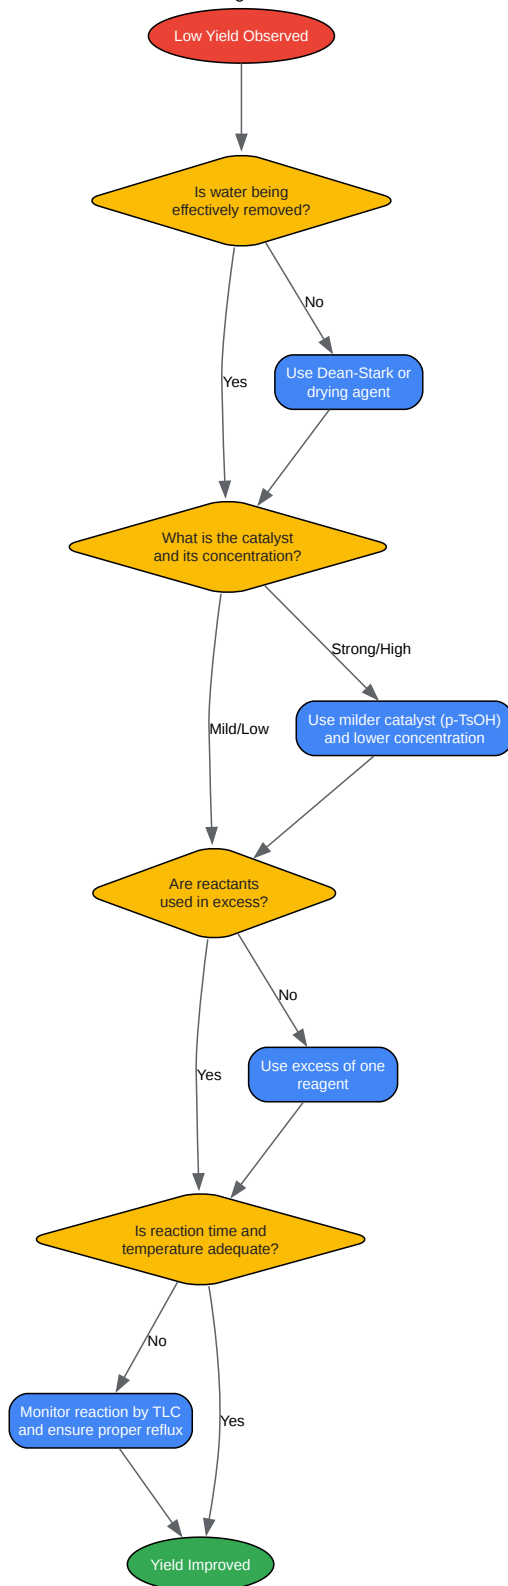 Low Yield Observed
Is water being
effectively removed?
No
Use Dean-Stark or
drying agent
Yes
What is the catalyst
and its concentration?
Strong/High
Use milder catalyst (p-TsOH)
and lower concentration
Mild/Low
Are reactants
used in excess?
No
Use excess of one
reagent
Yes
Is reaction time and
temperature adequate?
No
Monitor reaction by TLC
and ensure proper reflux
Yes
Yield Improved